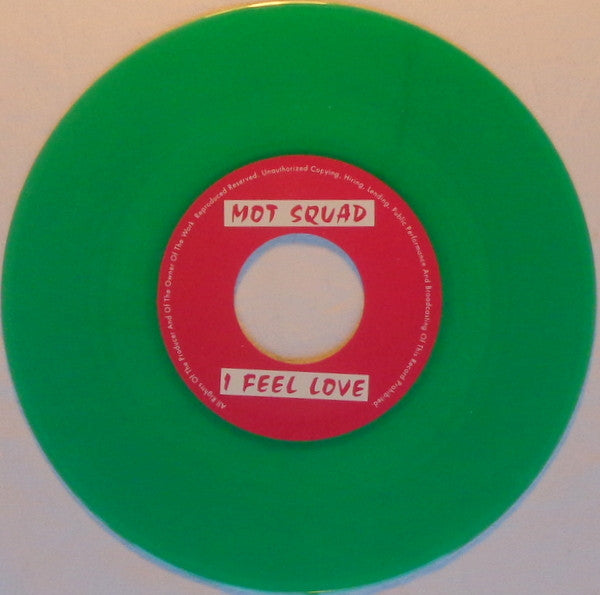 MOT SQUAD
I FEEL LOVE
All Rights Of The Producer And Of The Owner Of The Work Reproduced Reserved. Unauthorized Copying, Hiring, Lending, Public Performance And Broadcasting Of This Record Prohibited